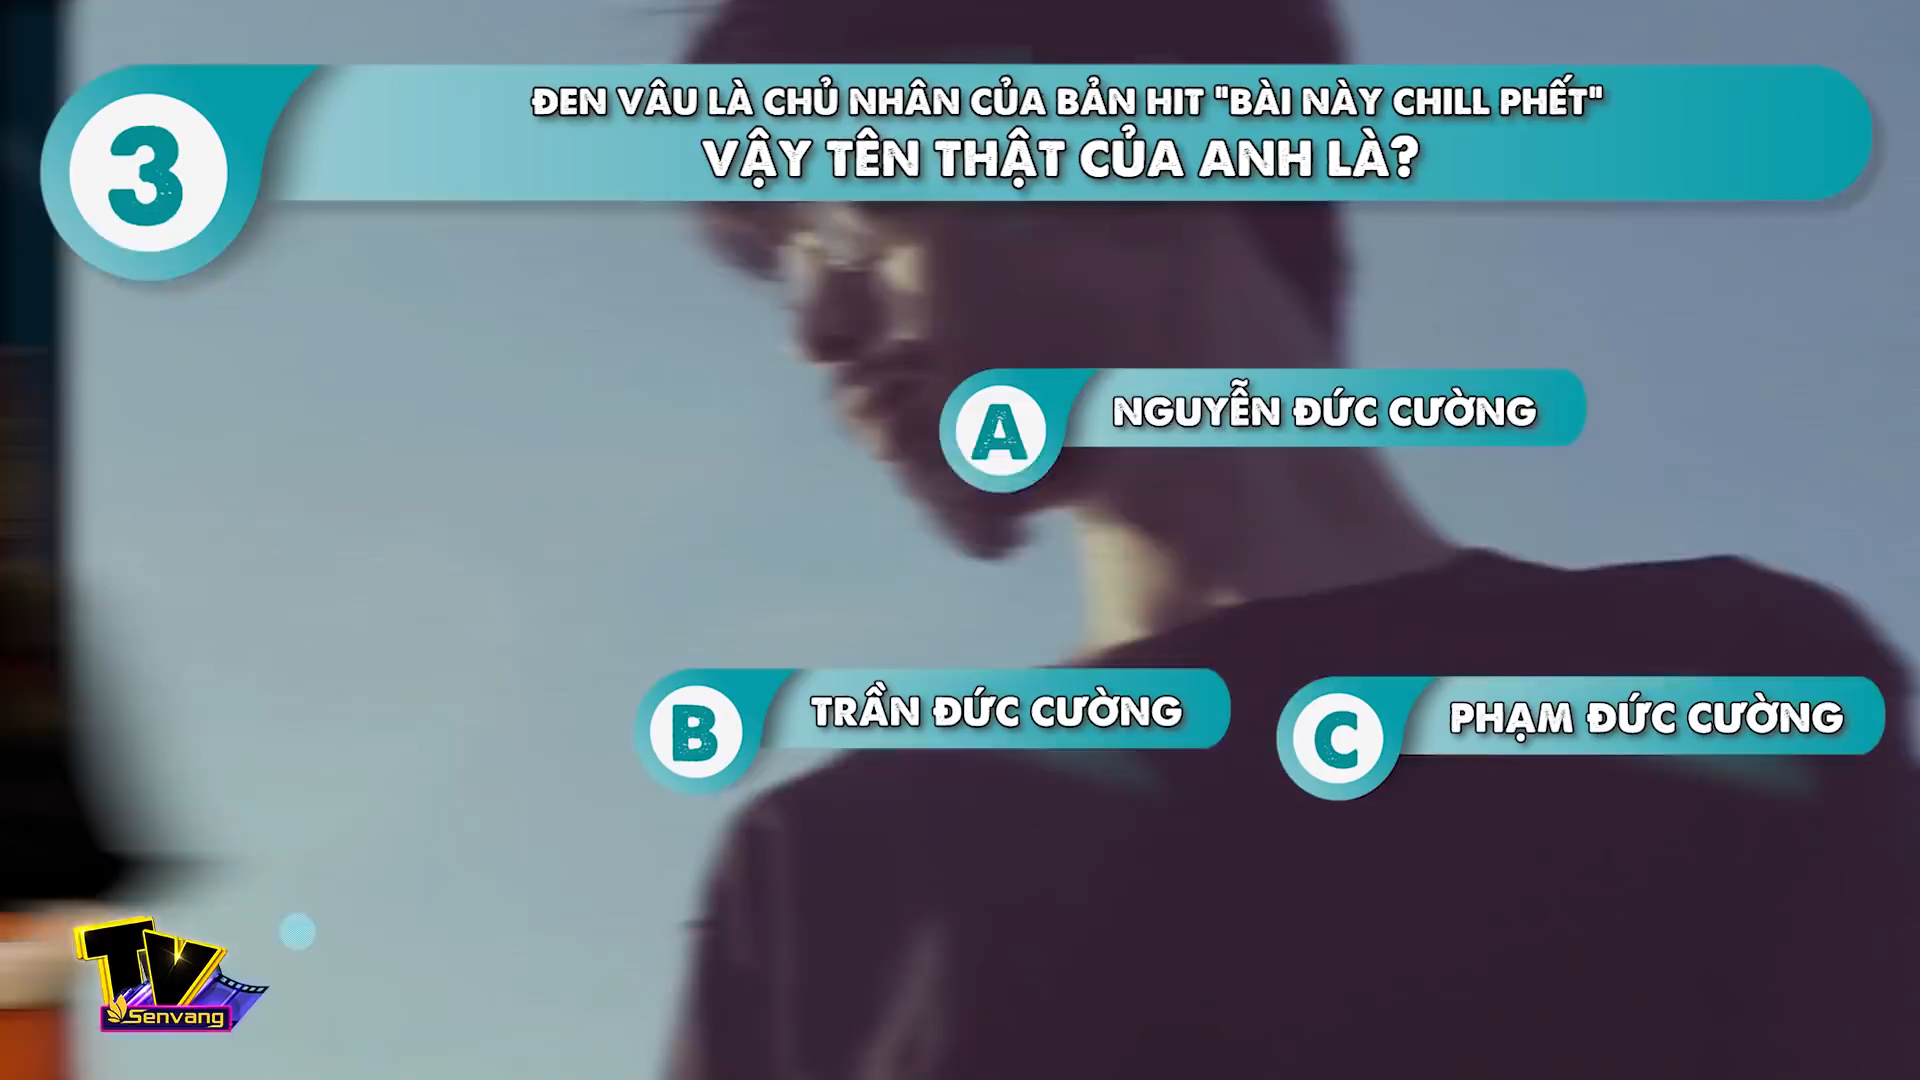 3
ĐEN VÂU LÀ CHỦ NHÂN CỦA BẢN HIT "BÀI NÀY CHILL PHẾT"
VẬY TÊN THẬT CỦA ANH LÀ?
A
NGUYỄN ĐỨC CƯỜNG
B
TRẦN ĐỨC CƯỜNG
C
PHẠM ĐỨC CƯỜNG
TV
Senvang